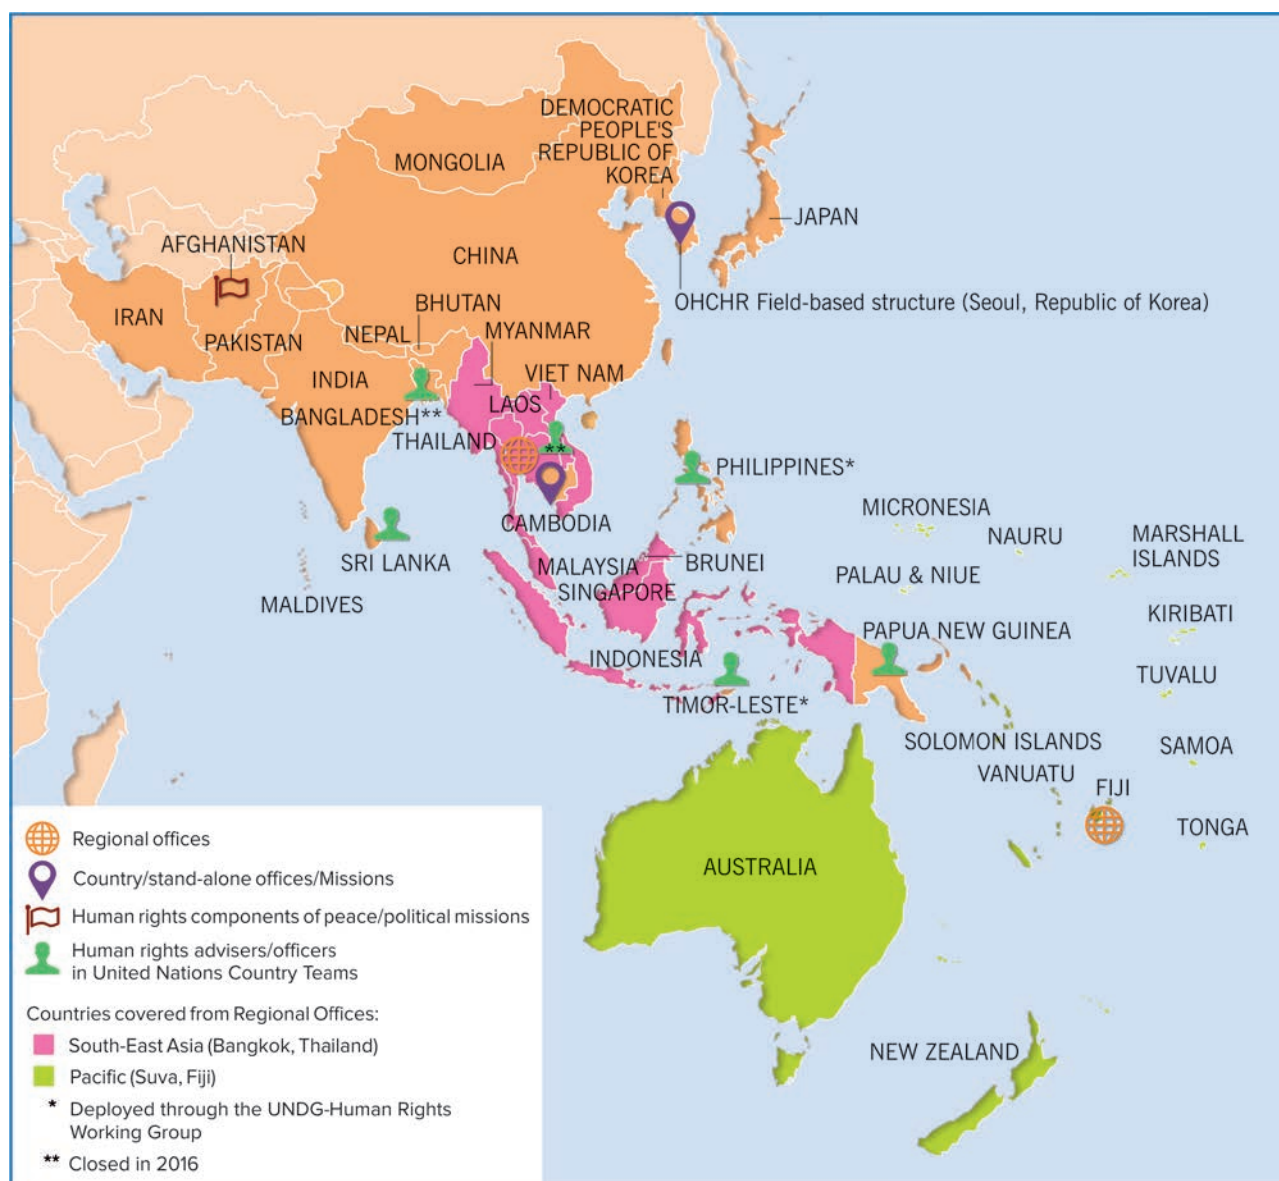 DEMOCRATIC
PEOPLE'S
REPUBLIC OF
KOREA
MONGOLIA
JAPAN
AFGHANISTAN
CHINA
OHCHR Field-based structure (Seoul, Republic of Korea)
BHUTAN
IRAN
NEPAL
MYANMAR
PAKISTAN
INDIA
VIET NAM
LAOS
BANGLADESH**
THAILAND
**
PHILIPPINES*
CAMBODIA
MICRONESIA
NAURU
MARSHALL
ISLANDS
SRI LANKA
MALAYSIA
BRUNEI
PALAU & NIUE
SINGAPORE
MALDIVES
KIRIBATI
PAPUA NEW GUINEA
INDONESIA
TUVALU
TIMOR-LESTE*
SOLOMON ISLANDS
SAMOA
VANUATU
FIJI
TONGA
AUSTRALIA
NEW ZEALAND
Regional offices
Country/stand-alone offices/Missions
Human rights components of peace/political missions
Human rights advisers/officers
in United Nations Country Teams
Countries covered from Regional Offices:
South-East Asia (Bangkok, Thailand)
Pacific (Suva, Fiji)
* Deployed through the UNDG-Human Rights
Working Group
** Closed in 2016